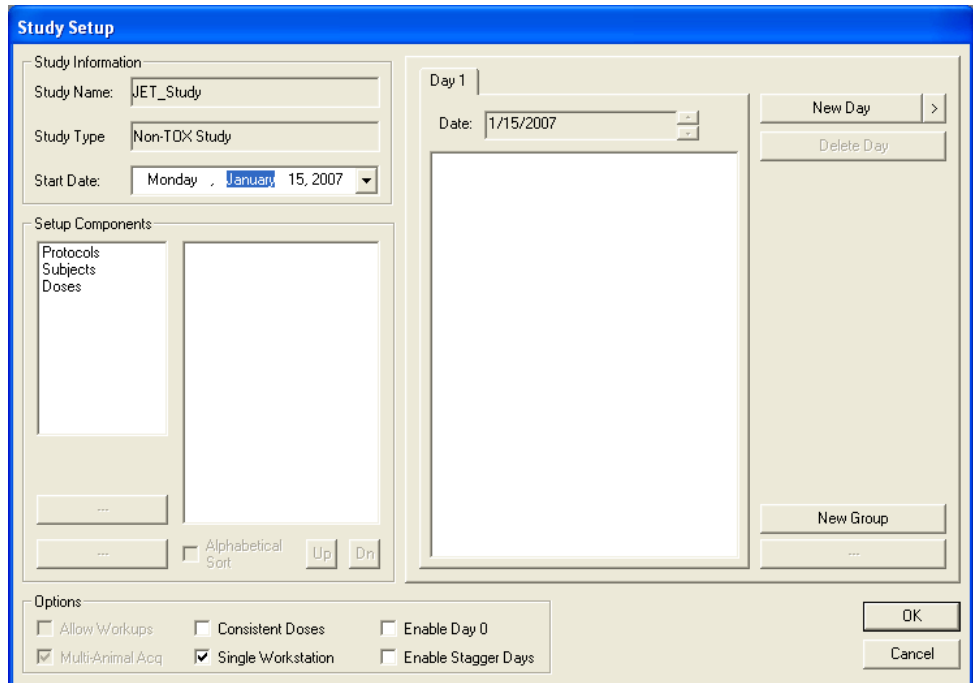 Study Setup
Study Information
Study Name: JET_Study
Study Type Non-TOX Study
Start Date: Monday , January 15, 2007
Setup Components
Protocols
Subjects
Doses
---
---
Alphabetical
Sort
Up
Dn
Day 1
Date: 1/15/2007
New Day >
Delete Day
New Group
---
Options
Allow Workups
Consistent Doses
Enable Day 0
Multi-Animal Acq
Single Workstation
Enable Stagger Days
OK
Cancel